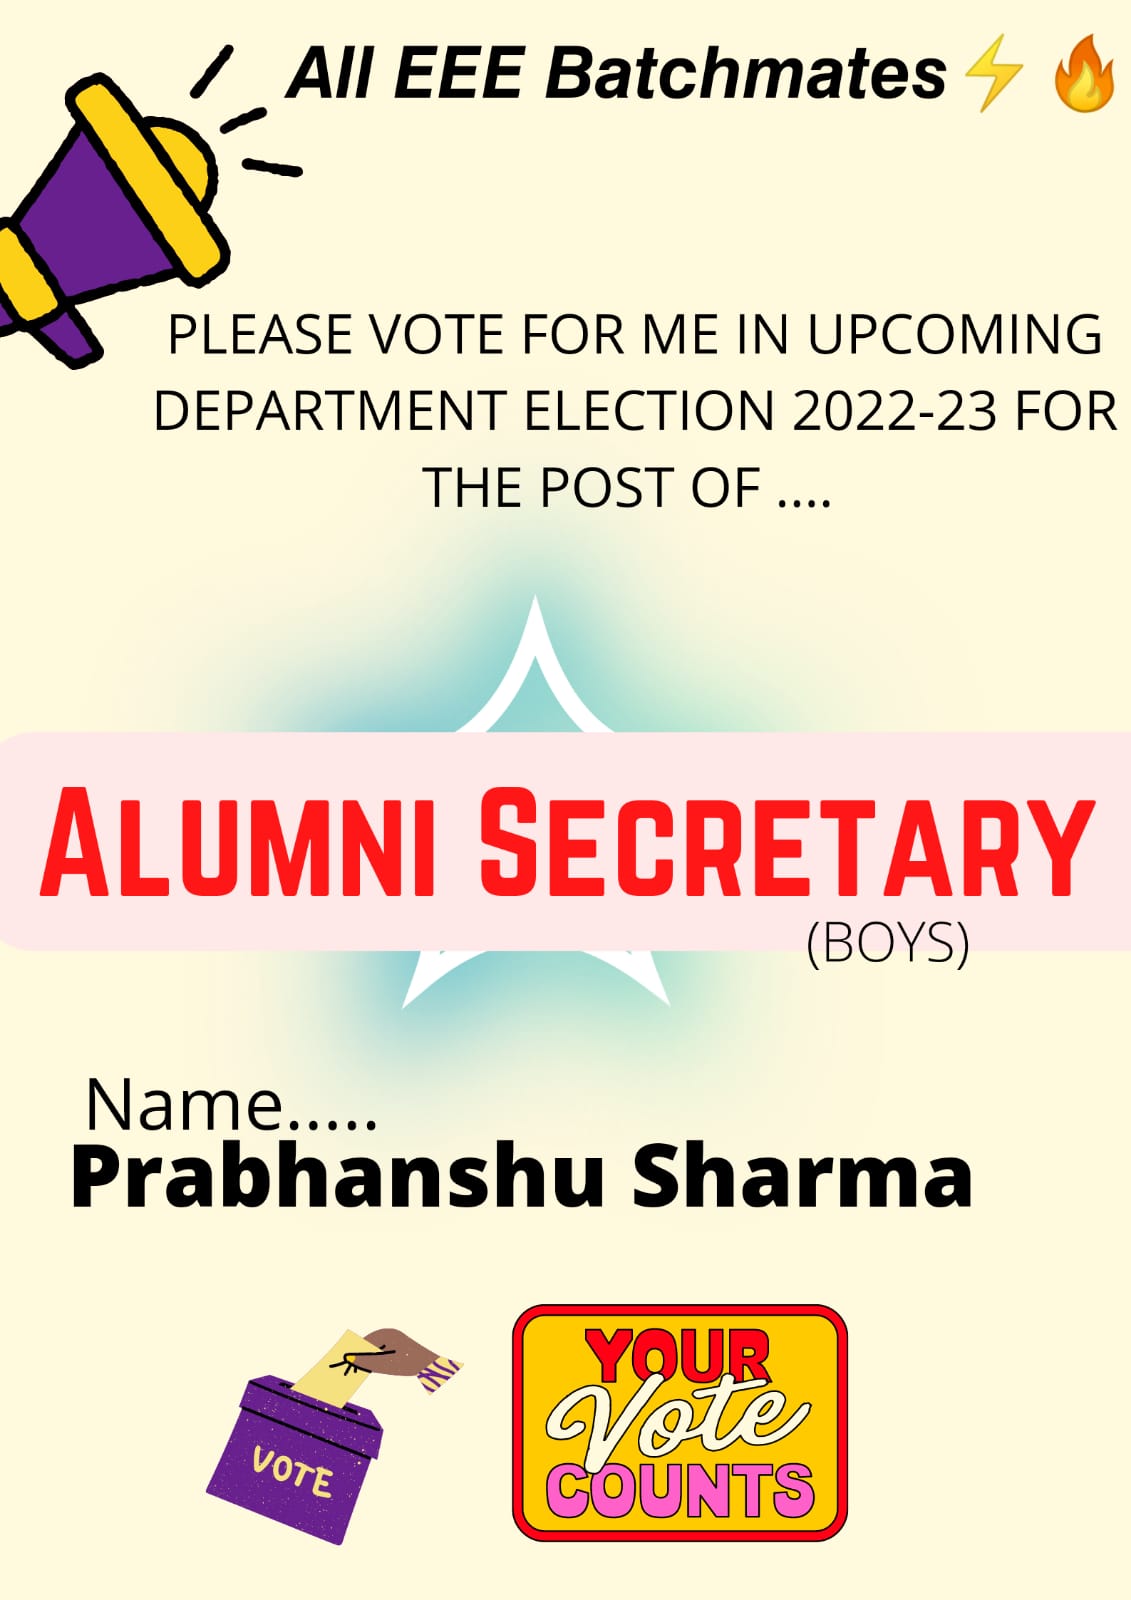 All EEE Batchmates⚡🔥
PLEASE VOTE FOR ME IN UPCOMING
DEPARTMENT ELECTION 2022-23 FOR
THE POST OF ....
ALUMNI SECRETARY
(BOYS)
Name.....
Prabhanshu Sharma
VOTE
YOUR
Vote
COUNTS